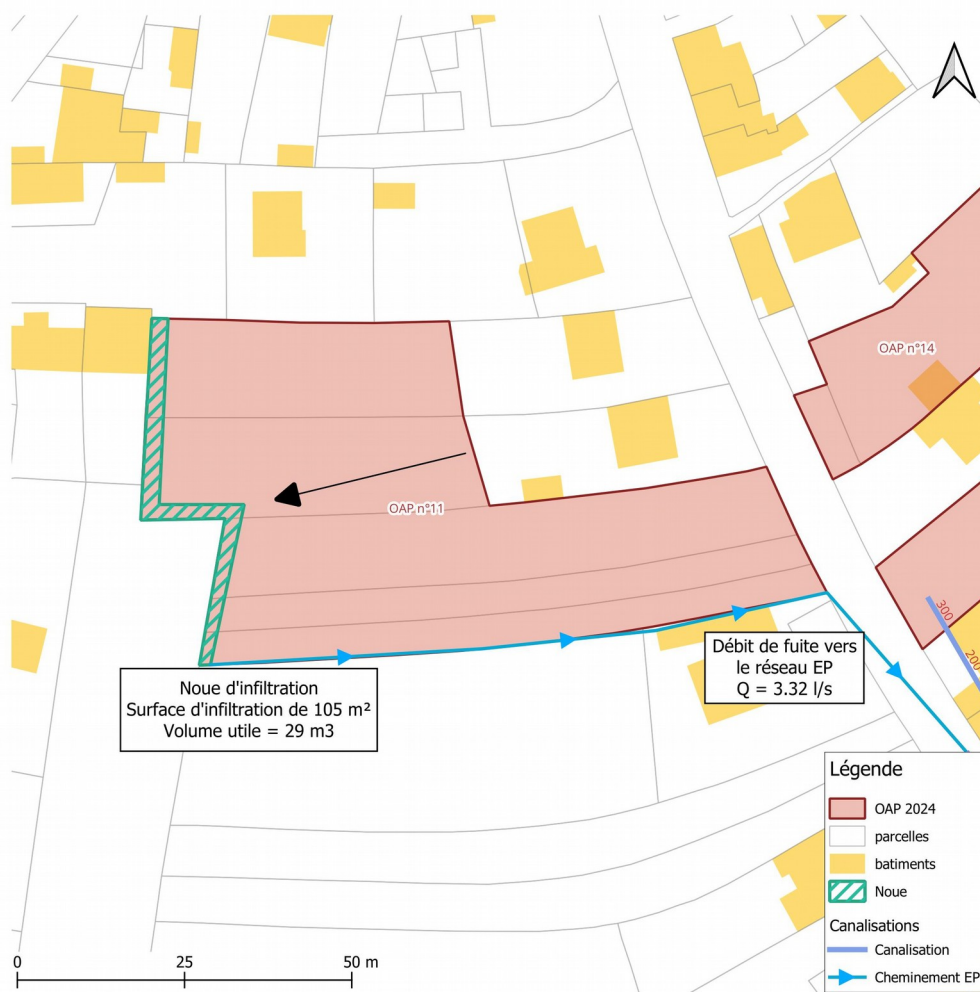 OAP n°14
OAP n°11
300
200
Débit de fuite vers
le réseau EP
Q = 3.32 l/s
Noue d'infiltration
Surface d'infiltration de 105 m²
Volume utile = 29 m3
Légende
OAP 2024
parcelles
batiments
Noue
Canalisations
Canalisation
Cheminement EP
0 25 50 m